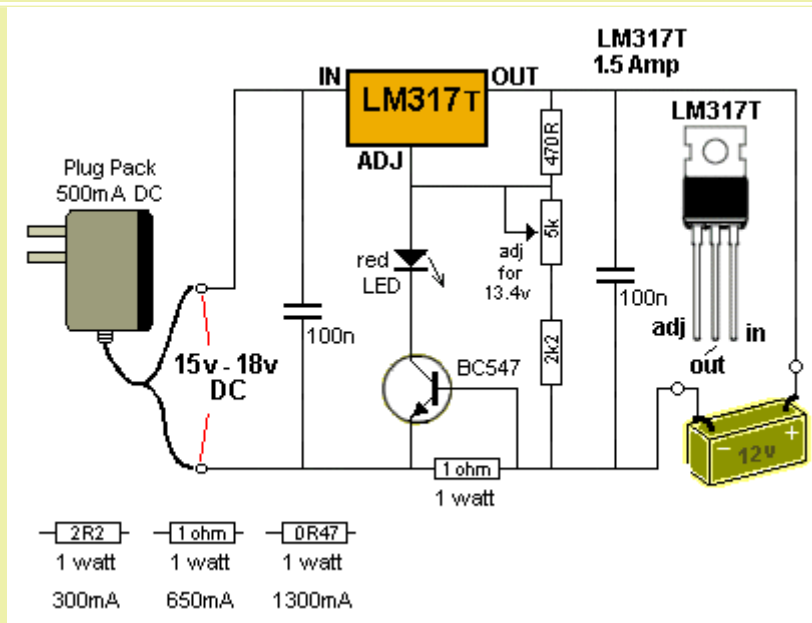 LM317T
1.5 Amp
IN
LM317T
OUT
ADJ
470R
LM317T
Plug Pack
500mA DC
red
LED
adj
for
13.4v
5k
100n
100n
15v - 18v
DC
BC547
2k2
adj
out
in
1 ohm
1 watt
- +
12v
2R2
1 ohm
0R47
1 watt
1 watt
1 watt
300mA
650mA
1300mA